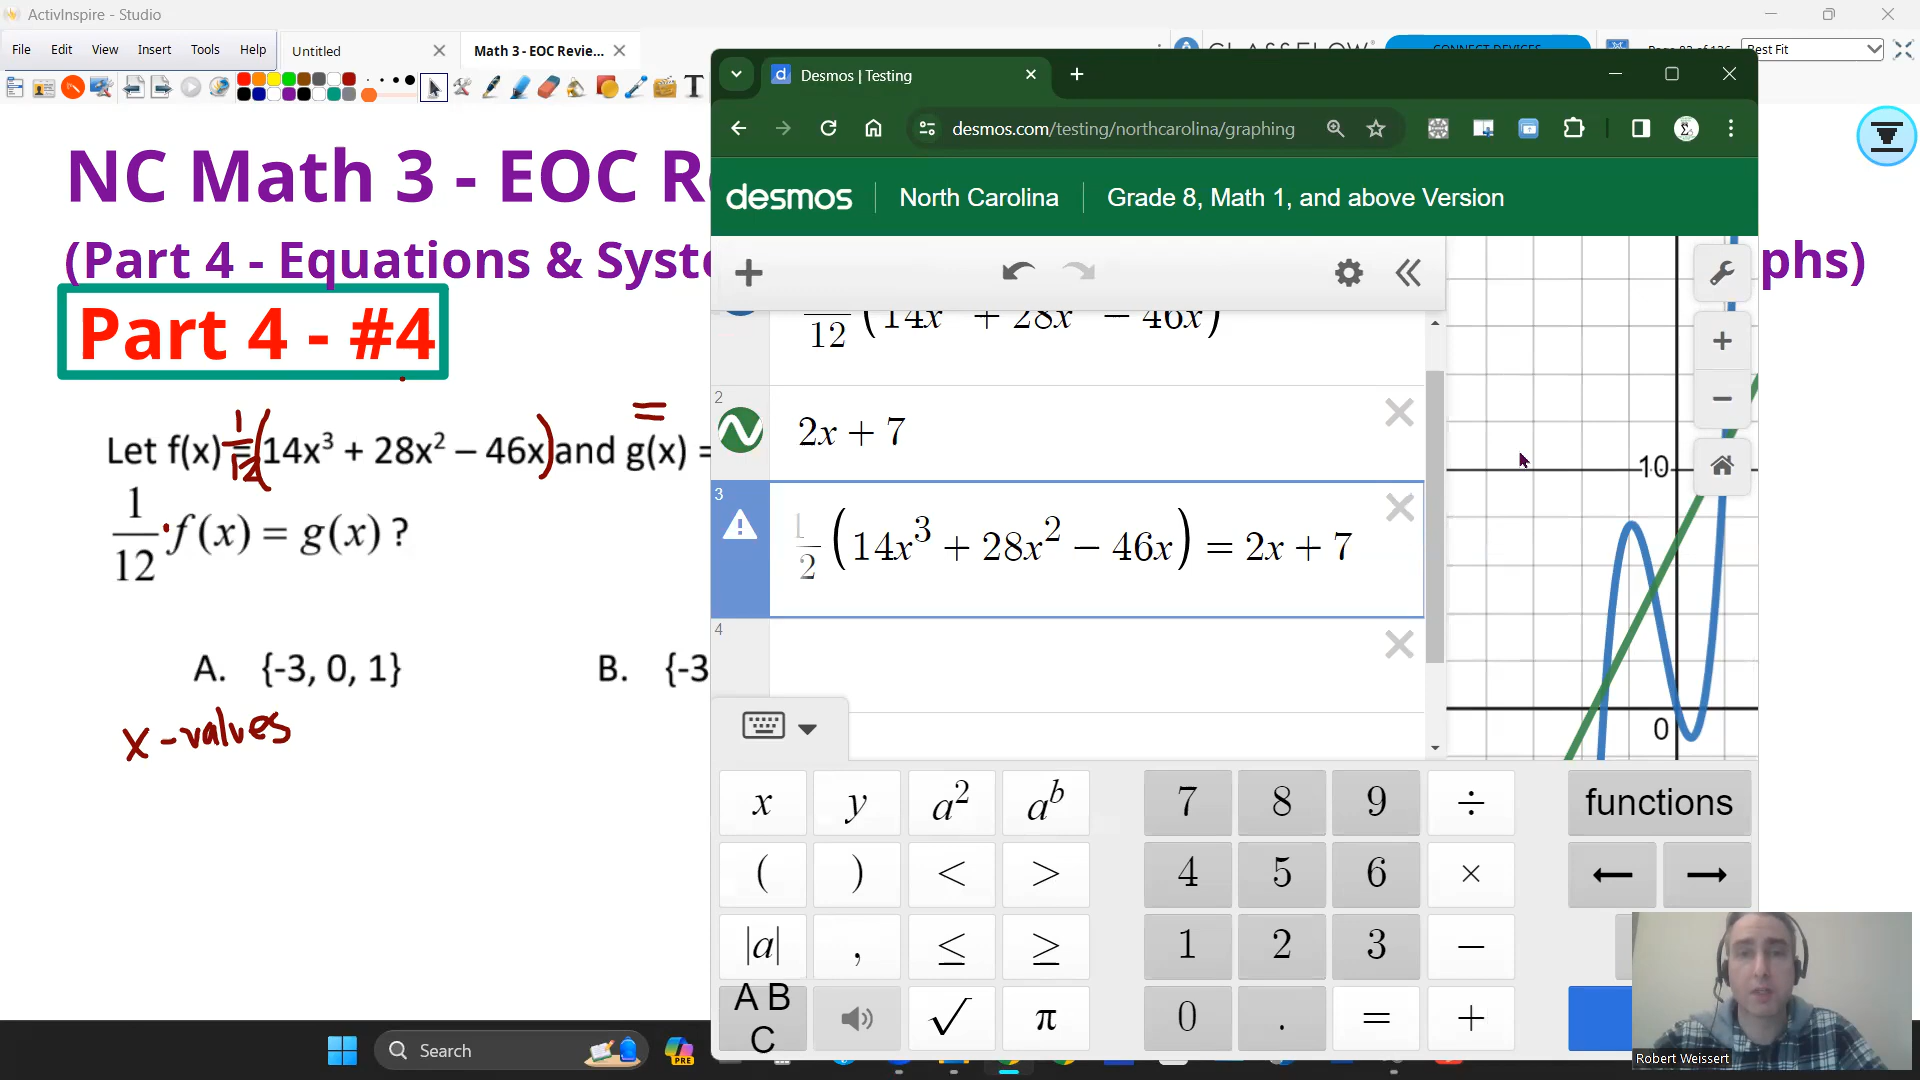 ActivInspire - Studio
File Edit View Insert Tools Help
Untitled
Math 3 - EOC Revie...
Best Fit
Desmos | Testing
desmos.com/testing/northcarolina/graphing
desmos
North Carolina
Grade 8, Math 1, and above Version
NC Math 3 - EOC
(Part 4 - Equations &
phs)
Part 4 - #4
Let f(x) = 1/12 (14x³ + 28x² – 46x) and g(x) =
=
1/12 · f(x) = g(x) ?
A. {-3, 0, 1}
B. {-3
x - values
12 (14x + 28x − 46x)
2
2x + 7
3
1/2 (14x³ + 28x² − 46x) = 2x + 7
4
10
0
x y a² aᵇ 7 8 9 ÷ functions
( ) < > 4 5 6 × ← →
|a| , ≤ ≥ 1 2 3 −
A B C √ π 0 . = +
Search
PRE
Robert Weissert